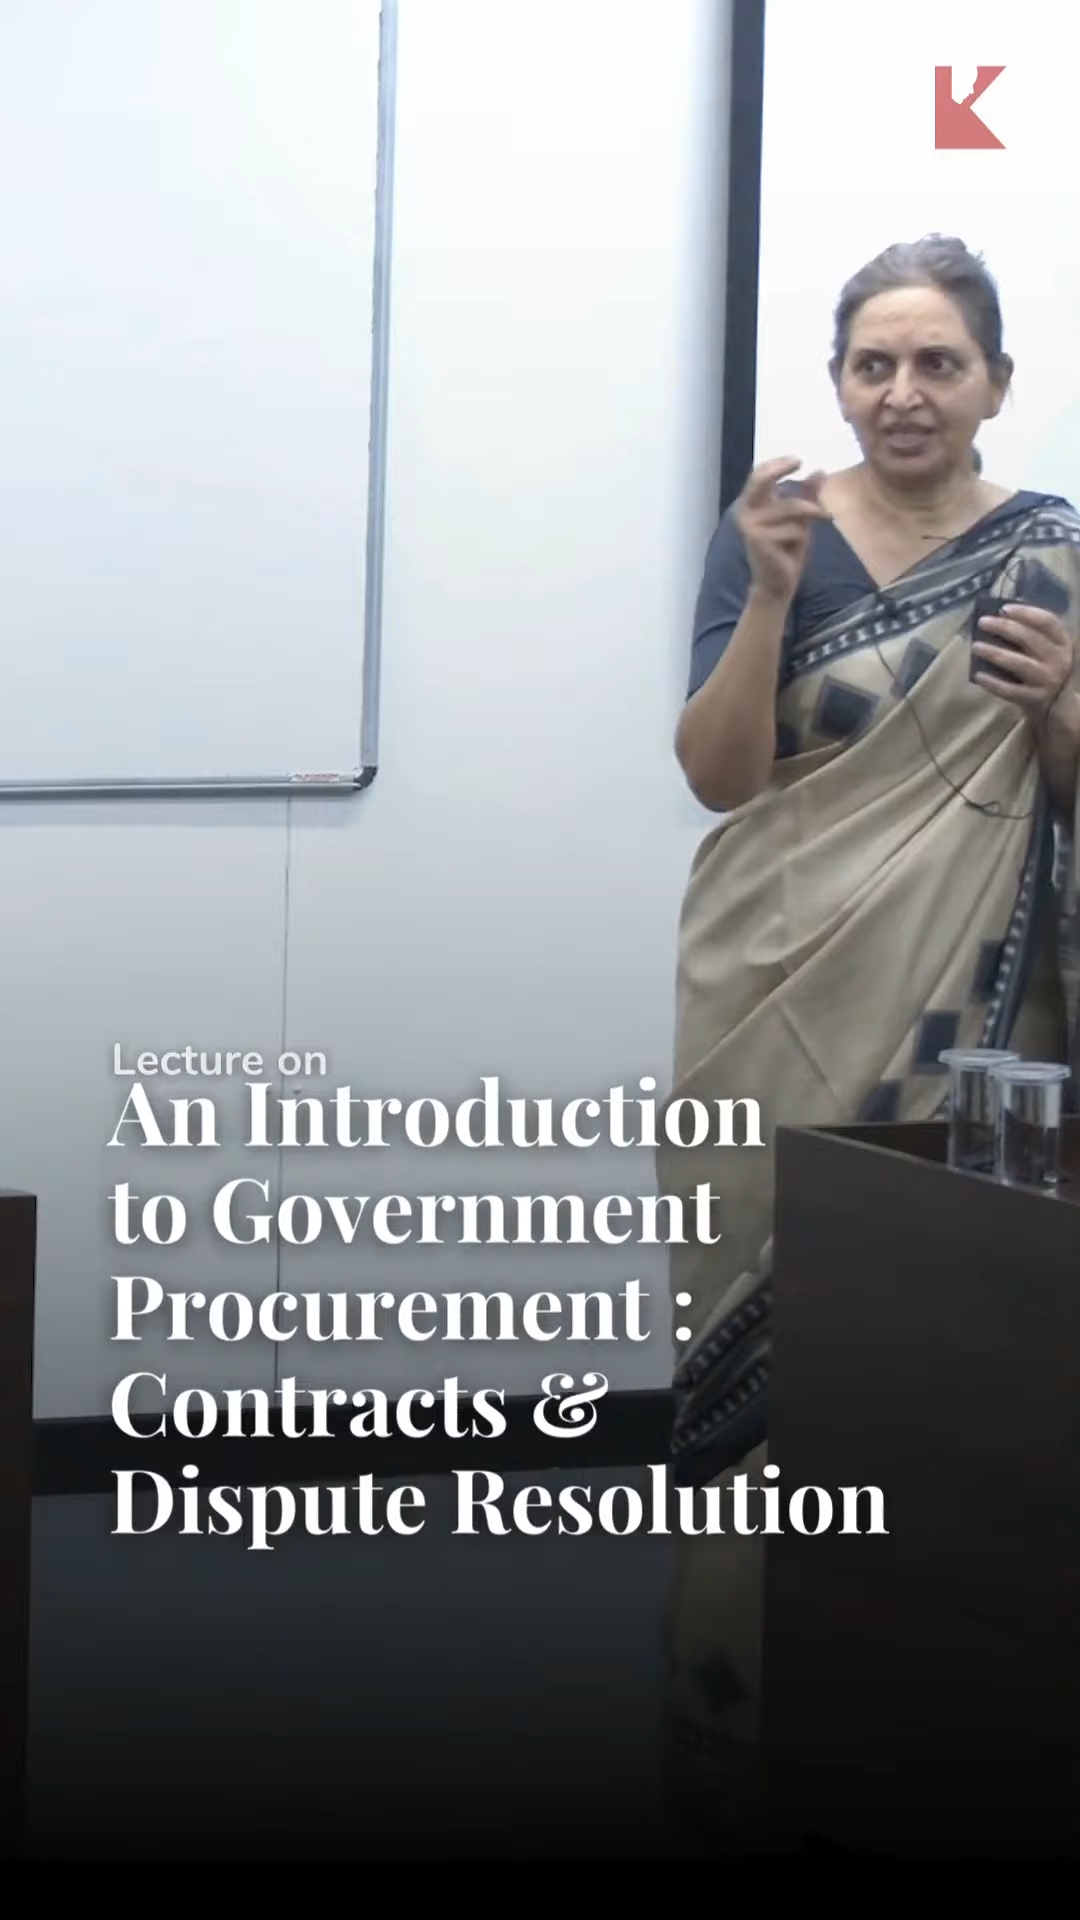 K
Lecture on
An Introduction
to Government
Procurement :
Contracts &
Dispute Resolution